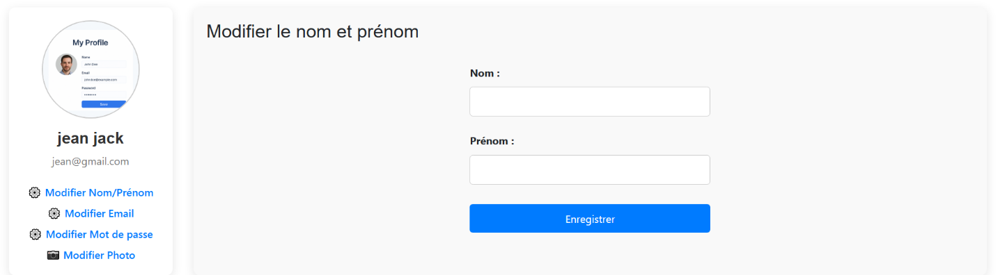 My Profile
Name
John Doe
Email
johndoe@example.com
Password
Save
jean jack
jean@gmail.com
Modifier Nom/Prénom
Modifier Email
Modifier Mot de passe
Modifier Photo
Modifier le nom et prénom
Nom :
Prénom :
Enregistrer